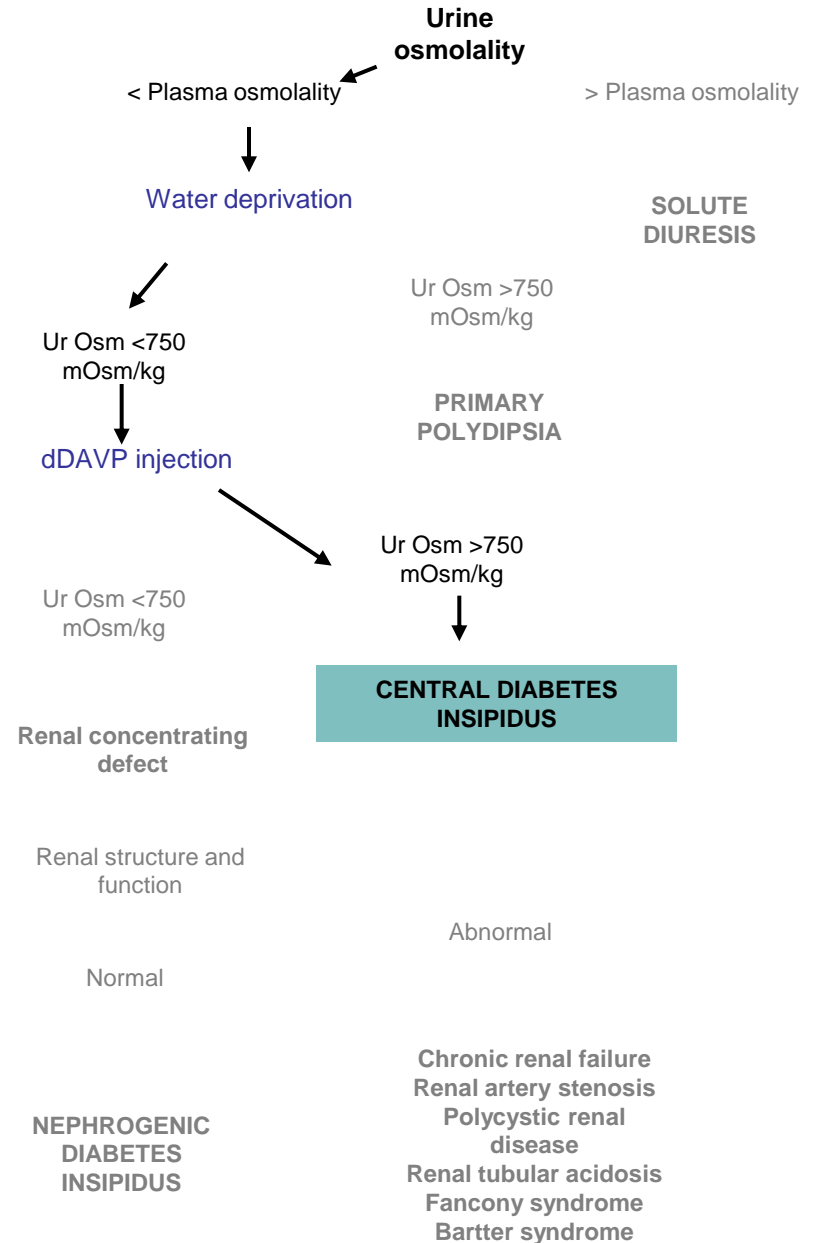 Urine
osmolality
< Plasma osmolality
> Plasma osmolality
Water deprivation
SOLUTE
DIURESIS
Ur Osm >750
mOsm/kg
Ur Osm <750
mOsm/kg
PRIMARY
POLYDIPSIA
dDAVP injection
Ur Osm >750
mOsm/kg
Ur Osm <750
mOsm/kg
CENTRAL DIABETES
INSIPIDUS
Renal concentrating
defect
Renal structure and
function
Abnormal
Normal
Chronic renal failure
Renal artery stenosis
Polycystic renal
disease
Renal tubular acidosis
Fancony syndrome
Bartter syndrome
NEPHROGENIC
DIABETES
INSIPIDUS